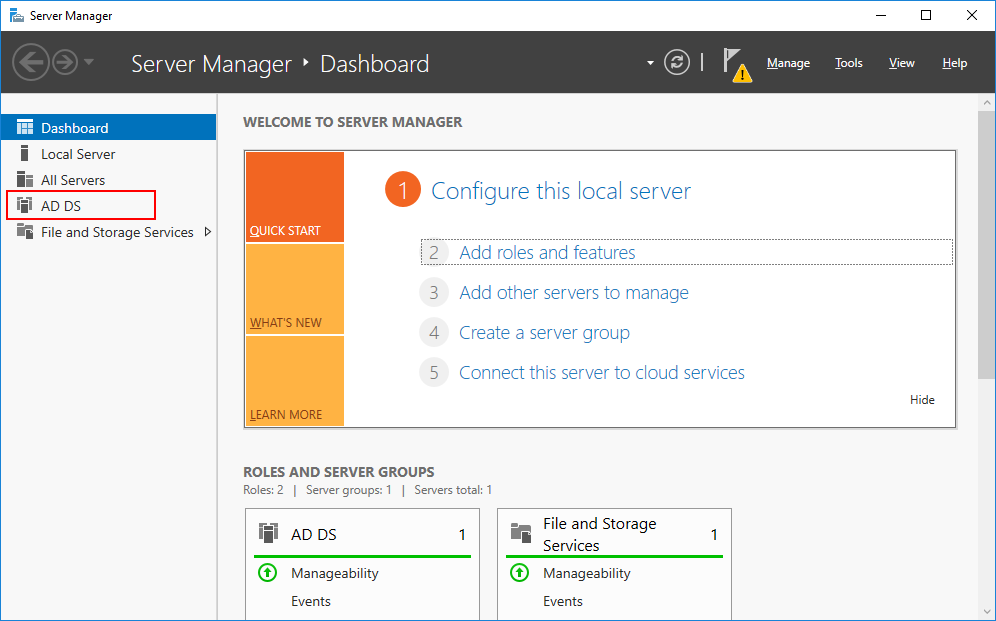 Server Manager
Server Manager ‣ Dashboard
Manage Tools View Help
Dashboard
Local Server
All Servers
AD DS
File and Storage Services
WELCOME TO SERVER MANAGER
QUICK START
WHAT'S NEW
LEARN MORE
1 Configure this local server
2 Add roles and features
3 Add other servers to manage
4 Create a server group
5 Connect this server to cloud services
Hide
ROLES AND SERVER GROUPS
Roles: 2 | Server groups: 1 | Servers total: 1
AD DS 1
Manageability
Events
File and Storage
Services 1
Manageability
Events